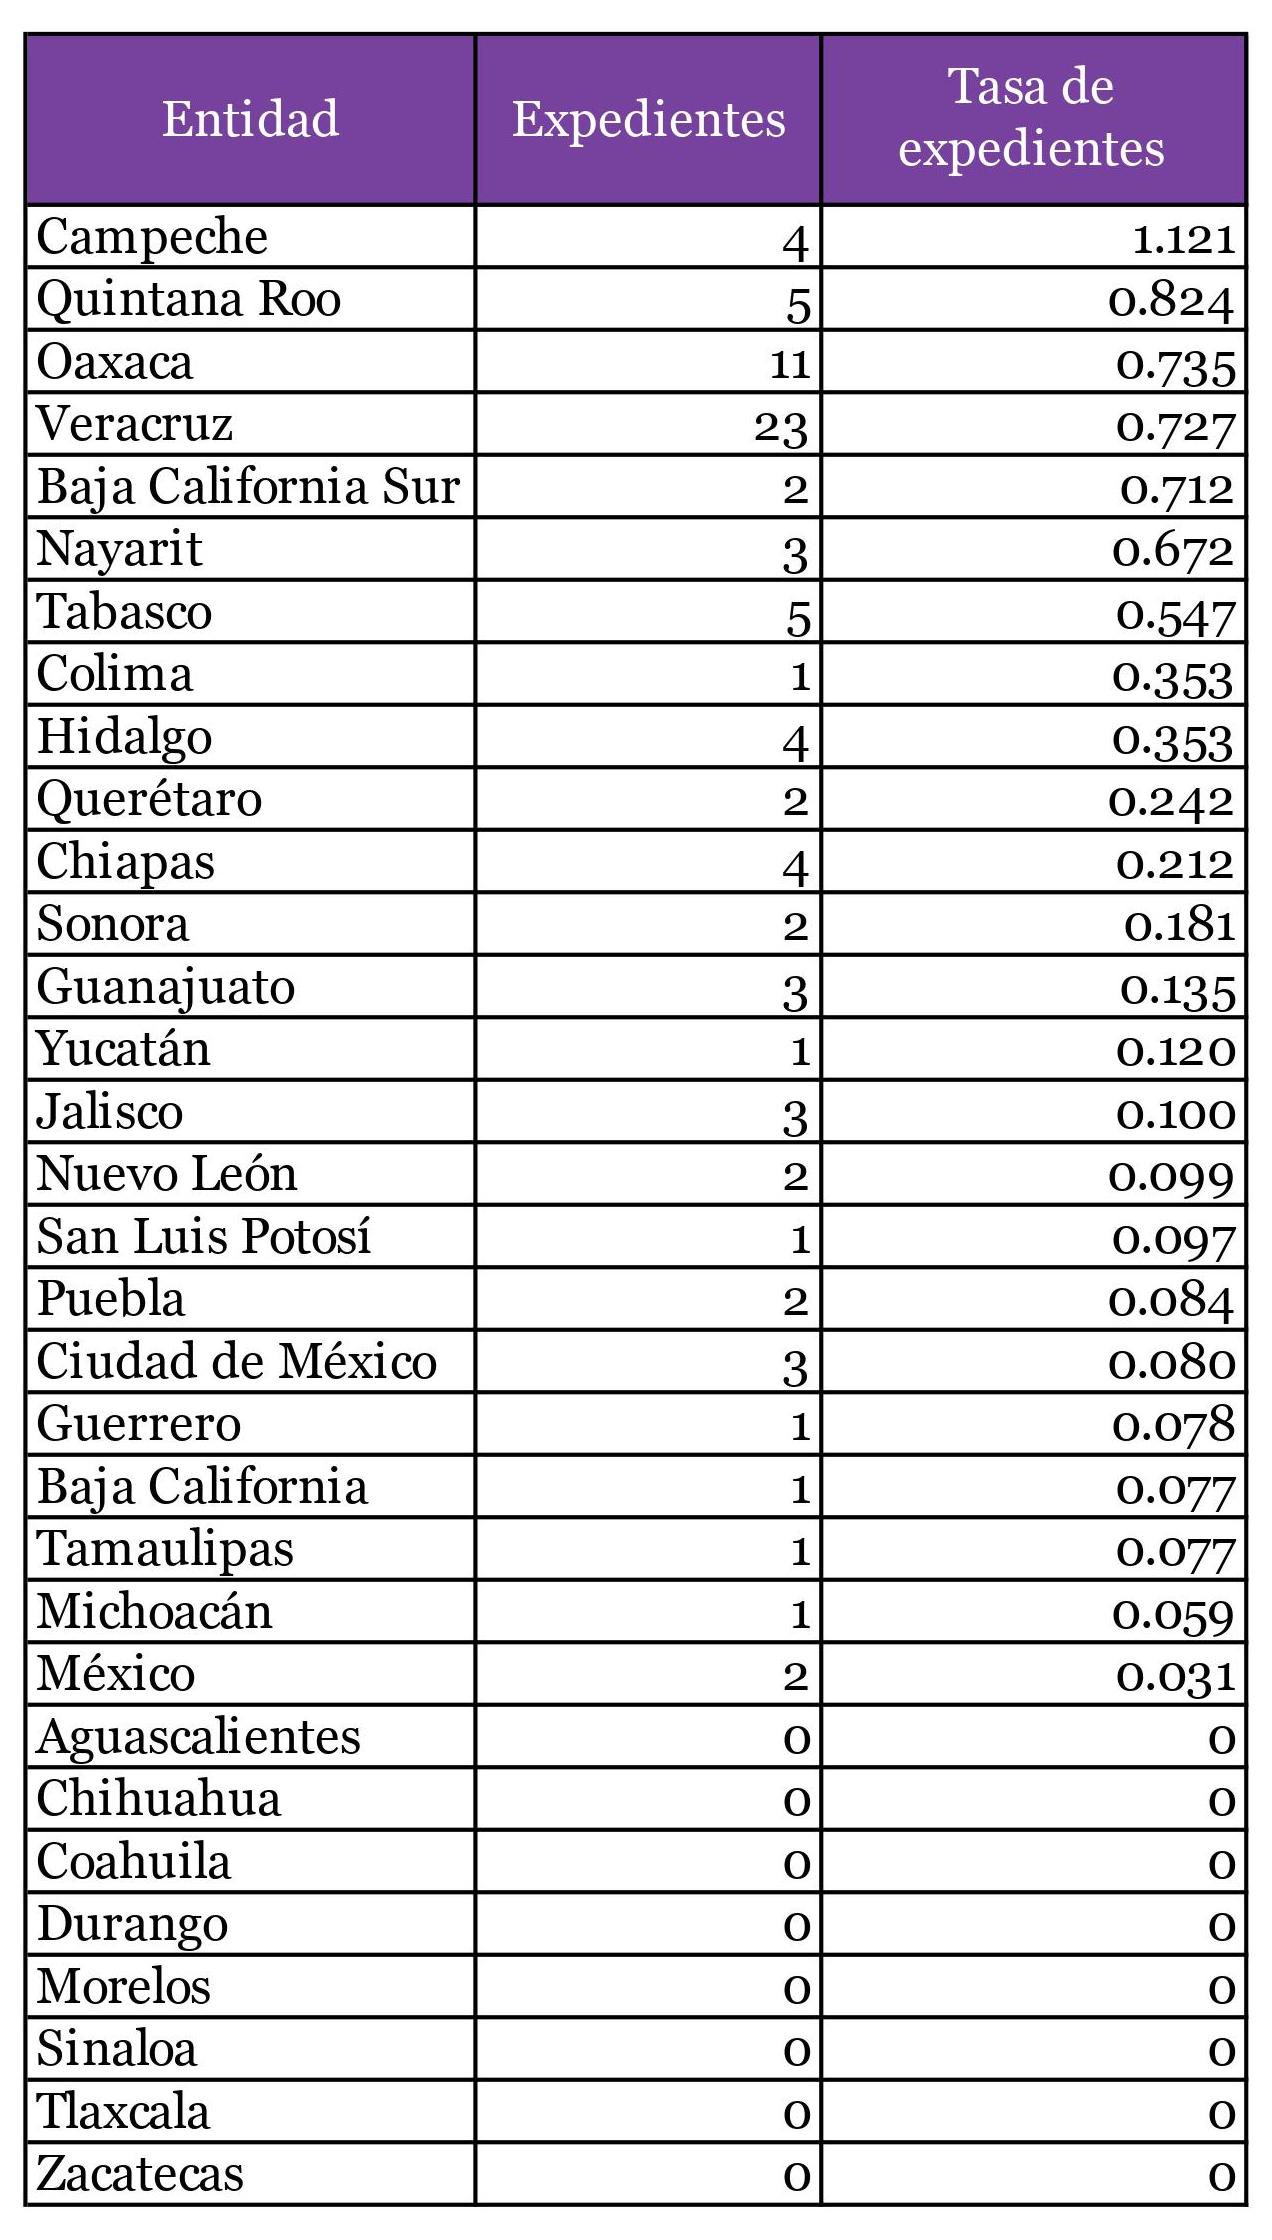 Entidad Expedientes Tasa de
expedientes
Campeche 4 1.121
Quintana Roo 5 0.824
Oaxaca 11 0.735
Veracruz 23 0.727
Baja California Sur 2 0.712
Nayarit 3 0.672
Tabasco 5 0.547
Colima 1 0.353
Hidalgo 4 0.353
Querétaro 2 0.242
Chiapas 4 0.212
Sonora 2 0.181
Guanajuato 3 0.135
Yucatán 1 0.120
Jalisco 3 0.100
Nuevo León 2 0.099
San Luis Potosí 1 0.097
Puebla 2 0.084
Ciudad de México 3 0.080
Guerrero 1 0.078
Baja California 1 0.077
Tamaulipas 1 0.077
Michoacán 1 0.059
México 2 0.031
Aguascalientes 0 0
Chihuahua 0 0
Coahuila 0 0
Durango 0 0
Morelos 0 0
Sinaloa 0 0
Tlaxcala 0 0
Zacatecas 0 0